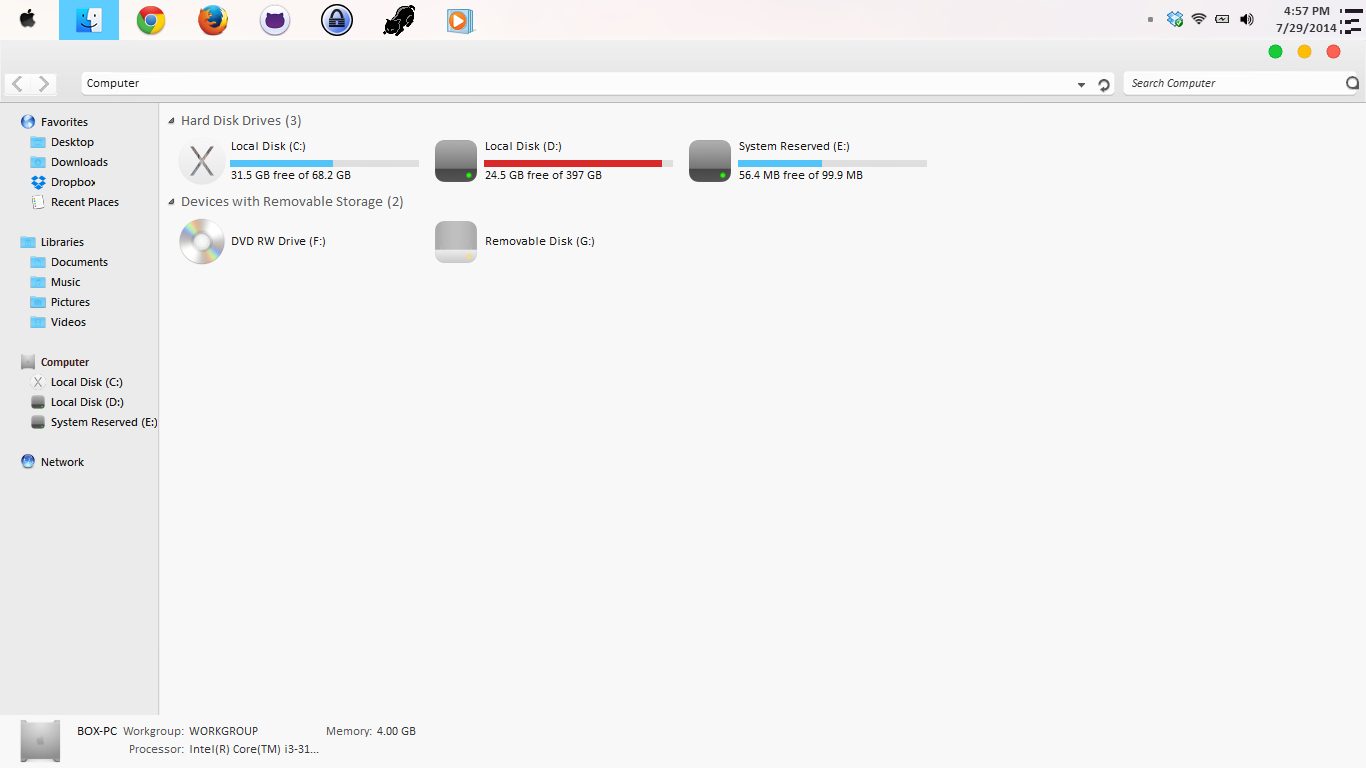 4:57 PM
7/29/2014
Computer
Search Computer
Favorites
Desktop
Downloads
Dropbox
Recent Places
Libraries
Documents
Music
Pictures
Videos
Computer
Local Disk (C:)
Local Disk (D:)
System Reserved (E:)
Network
Hard Disk Drives (3)
Local Disk (C:)
31.5 GB free of 68.2 GB
Local Disk (D:)
24.5 GB free of 397 GB
System Reserved (E:)
56.4 MB free of 99.9 MB
Devices with Removable Storage (2)
DVD RW Drive (F:)
Removable Disk (G:)
BOX-PC Workgroup: WORKGROUP Memory: 4.00 GB
Processor: Intel(R) Core(TM) i3-31...